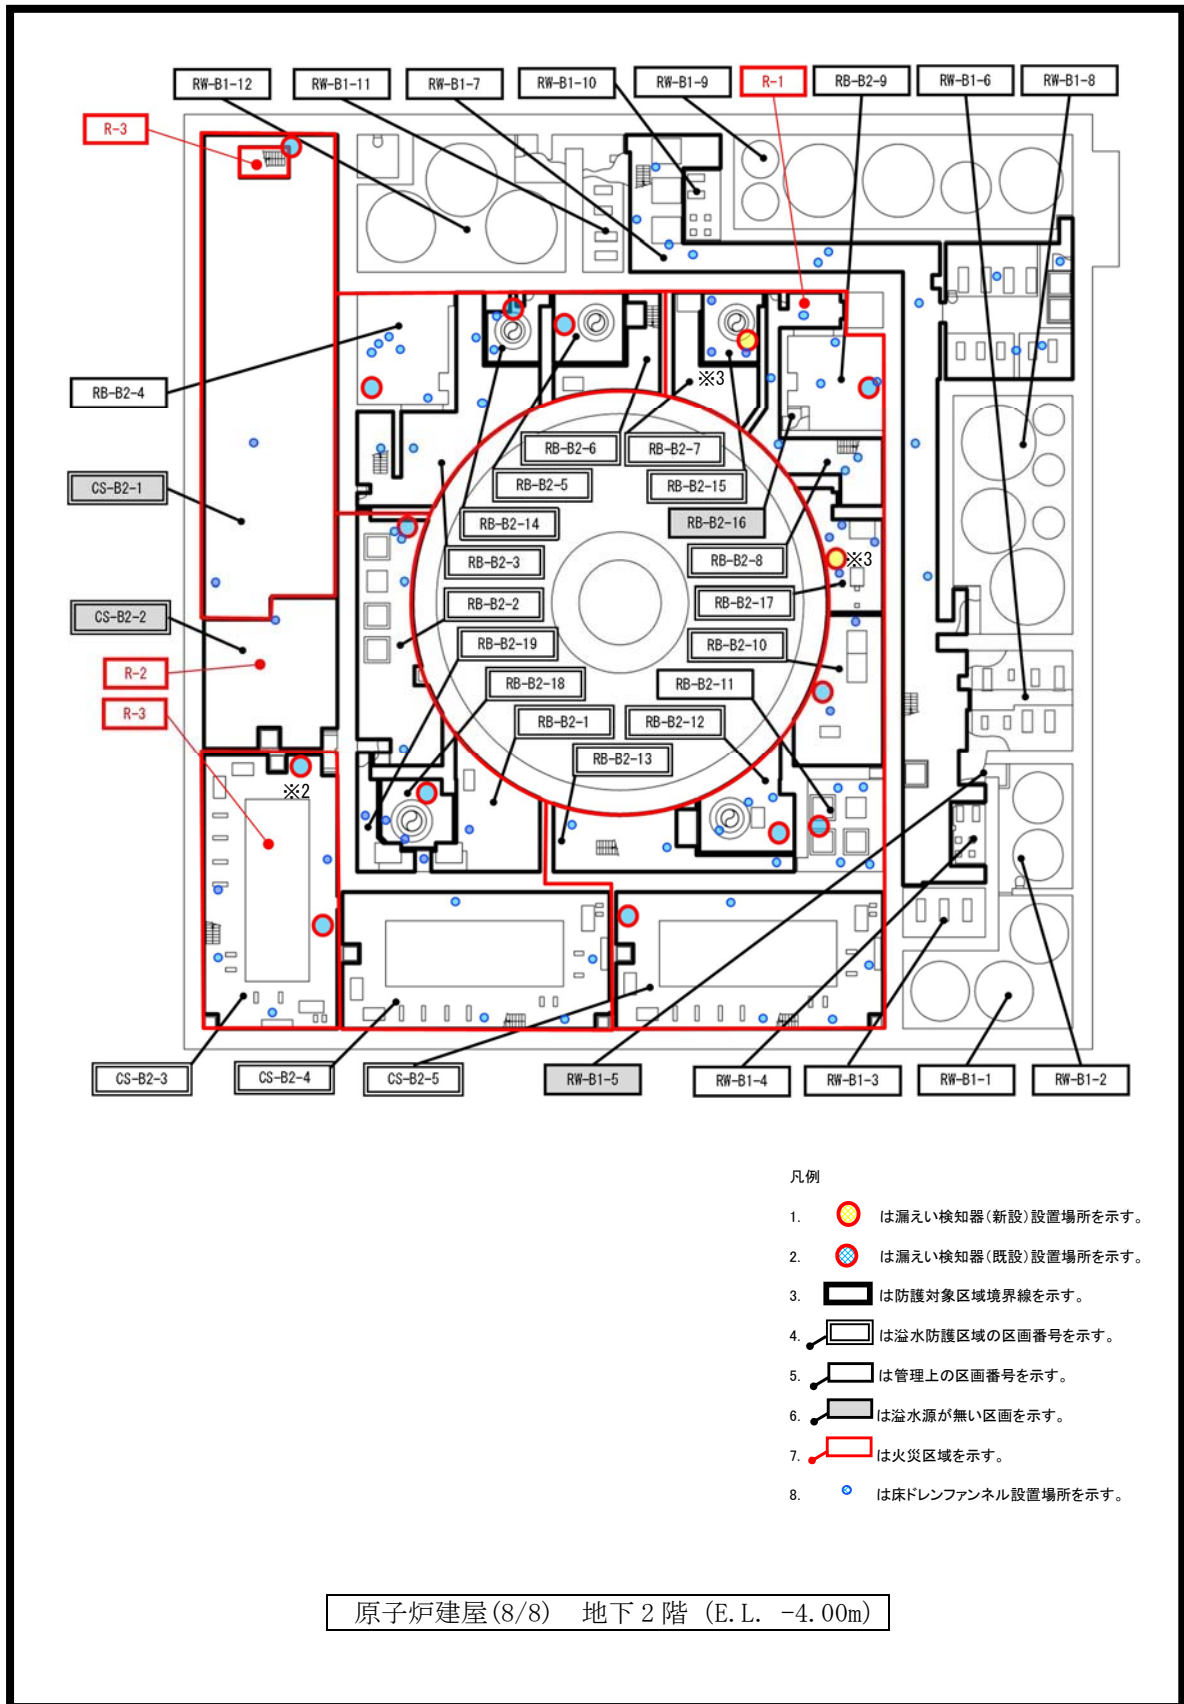 RW-B1-12
RW-B1-11
RW-B1-7
RW-B1-10
RW-B1-9
R-1
RB-B2-9
RW-B1-6
RW-B1-8
R-3
RB-B2-4
※3
RB-B2-6
RB-B2-7
CS-B2-1
RB-B2-5
RB-B2-15
RB-B2-14
RB-B2-16
RB-B2-3
RB-B2-8
※3
CS-B2-2
RB-B2-2
RB-B2-17
RB-B2-19
RB-B2-10
R-2
RB-B2-18
RB-B2-11
R-3
RB-B2-1
RB-B2-12
RB-B2-13
※2
CS-B2-3
CS-B2-4
CS-B2-5
RW-B1-5
RW-B1-4
RW-B1-3
RW-B1-1
RW-B1-2
凡例
1. は漏えい検知器(新設)設置場所を示す。
2. は漏えい検知器(既設)設置場所を示す。
3. は防護対象区域境界線を示す。
4. は溢水防護区域の区画番号を示す。
5. は管理上の区画番号を示す。
6. は溢水源が無い区画を示す。
7. は火災区域を示す。
8. は床ドレンファンネル設置場所を示す。
原子炉建屋(8/8) 地下2階 (E.L. -4.00m)